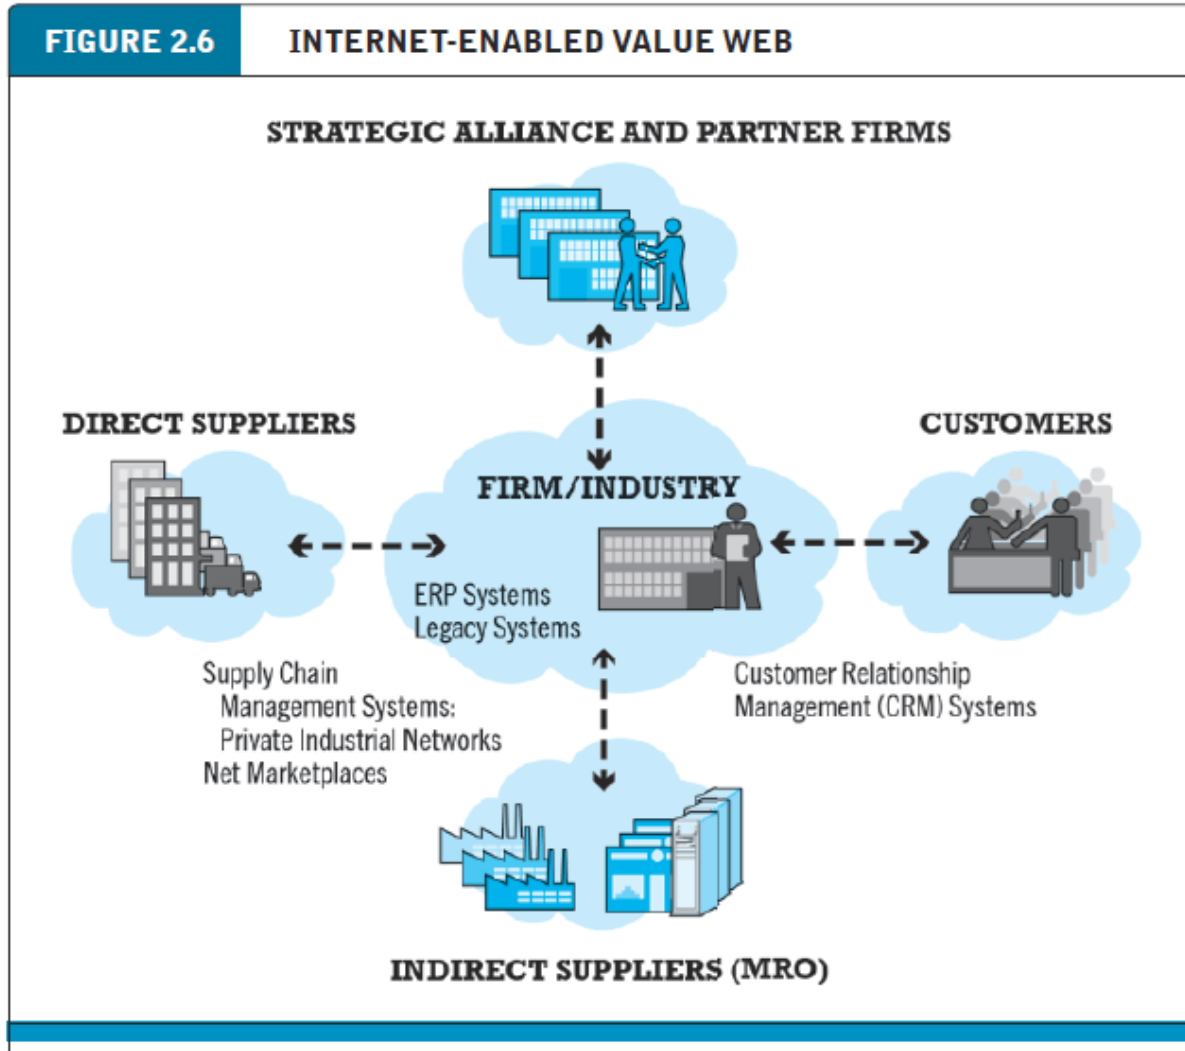 FIGURE 2.6
INTERNET-ENABLED VALUE WEB
STRATEGIC ALLIANCE AND PARTNER FIRMS
DIRECT SUPPLIERS
CUSTOMERS
FIRM/INDUSTRY
ERP Systems
Legacy Systems
Supply Chain
Management Systems:
Private Industrial Networks
Net Marketplaces
Customer Relationship
Management (CRM) Systems
INDIRECT SUPPLIERS (MRO)